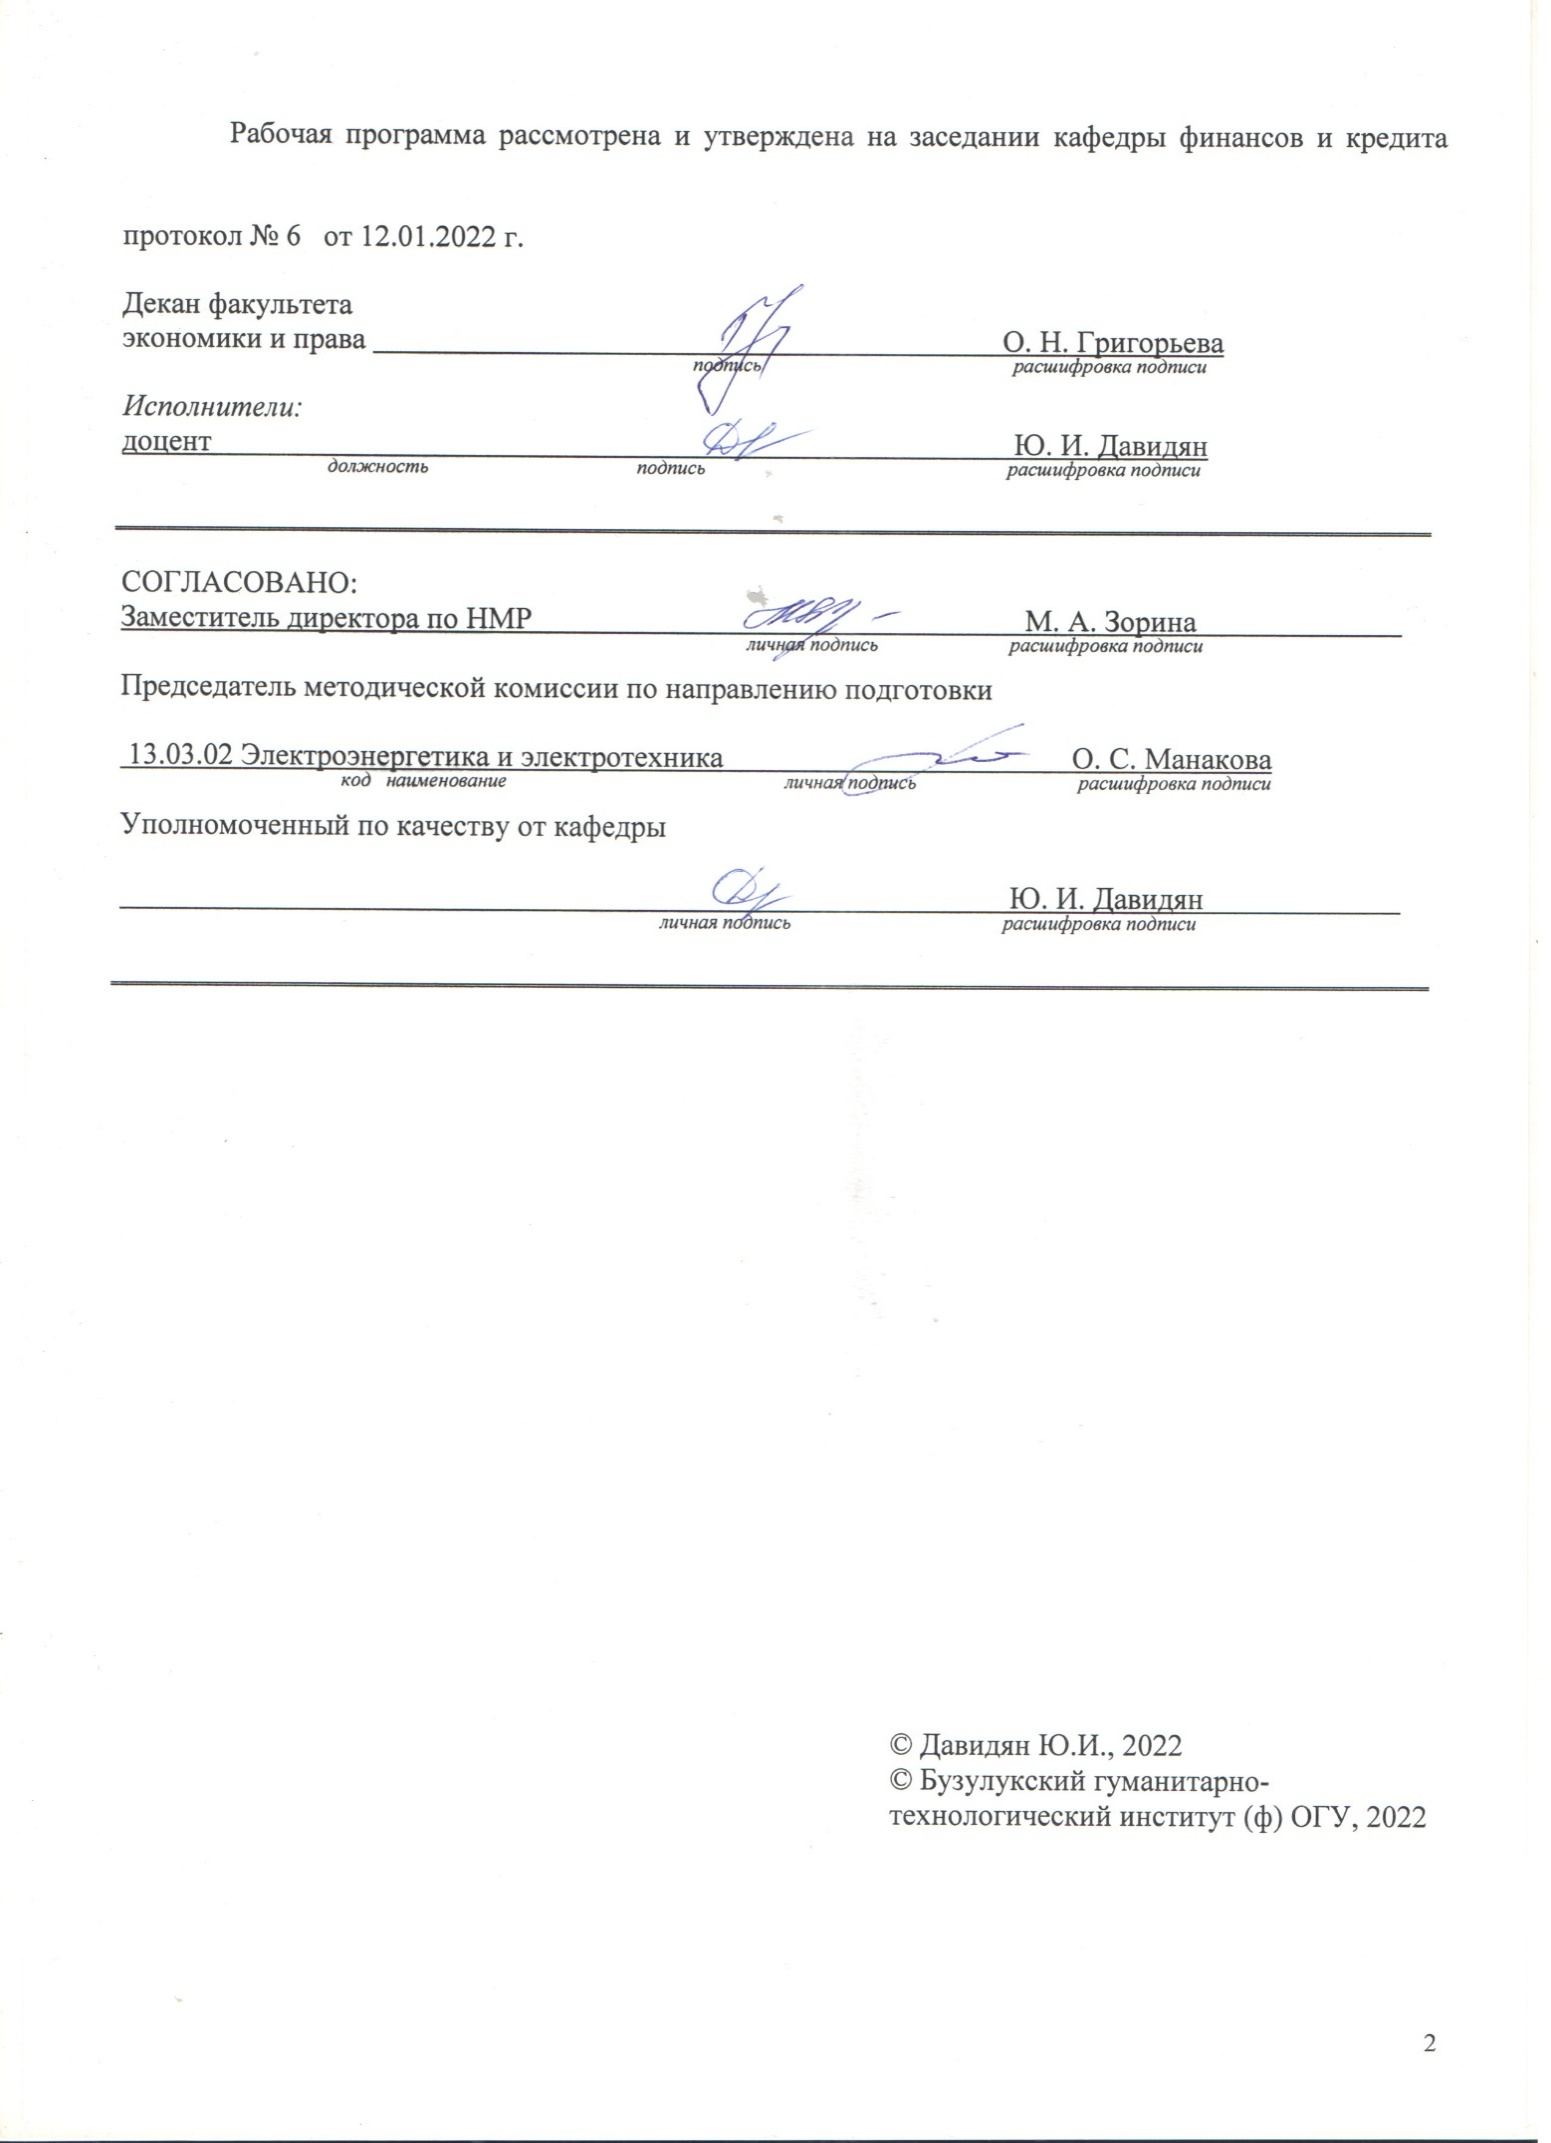 Рабочая программа рассмотрена и утверждена на заседании кафедры финансов и кредита
протокол № 6 от 12.01.2022 г.
Декан факультета
экономики и права О. Н. Григорьева
подпись расшифровка подписи
Исполнители:
доцент Ю. И. Давидян
должность подпись расшифровка подписи
СОГЛАСОВАНО:
Заместитель директора по НМР М. А. Зорина
личная подпись расшифровка подписи
Председатель методической комиссии по направлению подготовки
13.03.02 Электроэнергетика и электротехника О. С. Манакова
код наименование личная подпись расшифровка подписи
Уполномоченный по качеству от кафедры
Ю. И. Давидян
личная подпись расшифровка подписи
© Давидян Ю.И., 2022
© Бузулукский гуманитарно-
технологический институт (ф) ОГУ, 2022
2